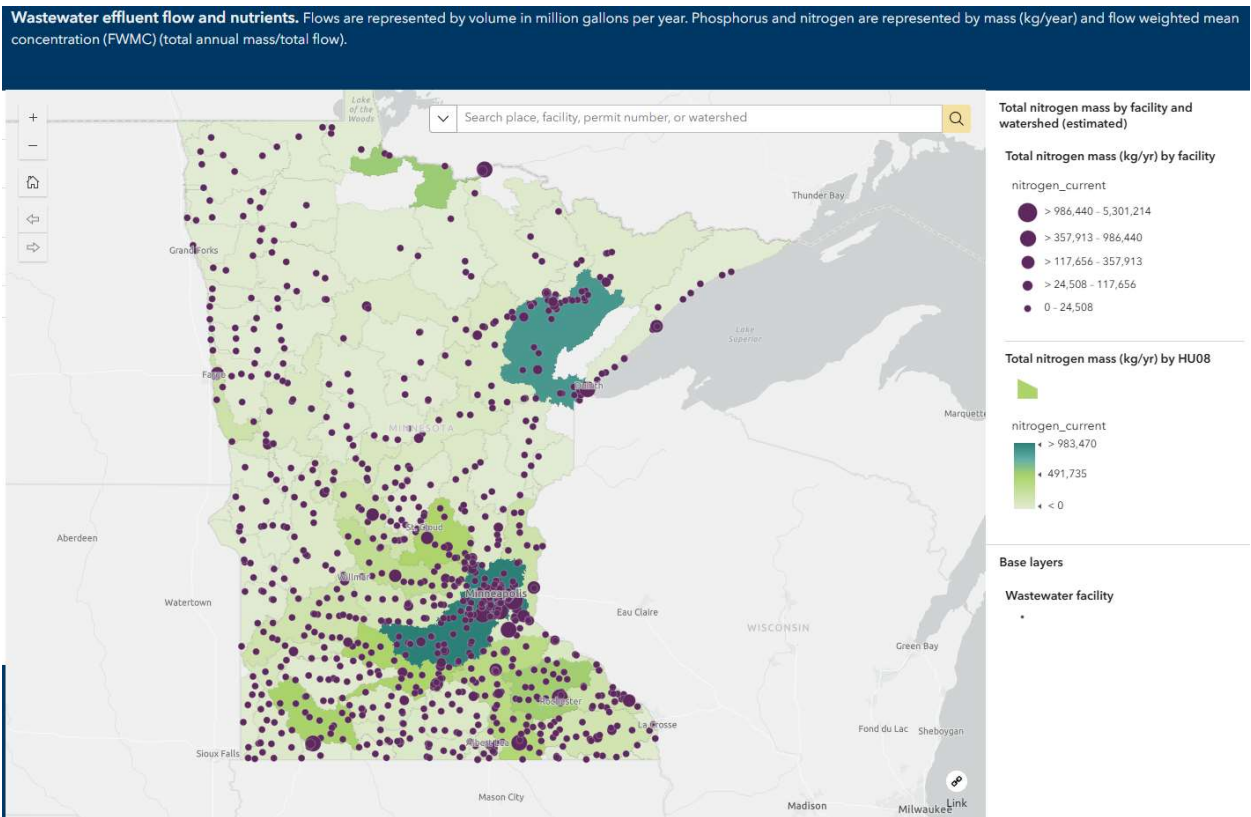 Wastewater effluent flow and nutrients. Flows are represented by volume in million gallons per year. Phosphorus and nitrogen are represented by mass (kg/year) and flow weighted mean
concentration (FWMC) (total annual mass/total flow).
Lake
of the
Woods
Search place, facility, permit number, or watershed
Thunder Bay
Grand Forks
Lake
Superior
Fargo
Duluth
Marquette
MINNESOTA
St. Cloud
Aberdeen
Willmar
Minneapolis
Watertown
Eau Claire
WISCONSIN
Green Bay
Rochester
La Crosse
Fond du Lac
Sheboygan
Albert Lea
Sioux Falls
Mason City
Madison
Milwaukee
Link
Total nitrogen mass by facility and
watershed (estimated)
Total nitrogen mass (kg/yr) by facility
nitrogen_current
> 986,440 - 5,301,214
> 357,913 - 986,440
> 117,656 - 357,913
> 24,508 - 117,656
0 - 24,508
Total nitrogen mass (kg/yr) by HU08
nitrogen_current
> 983,470
491,735
< 0
Base layers
Wastewater facility